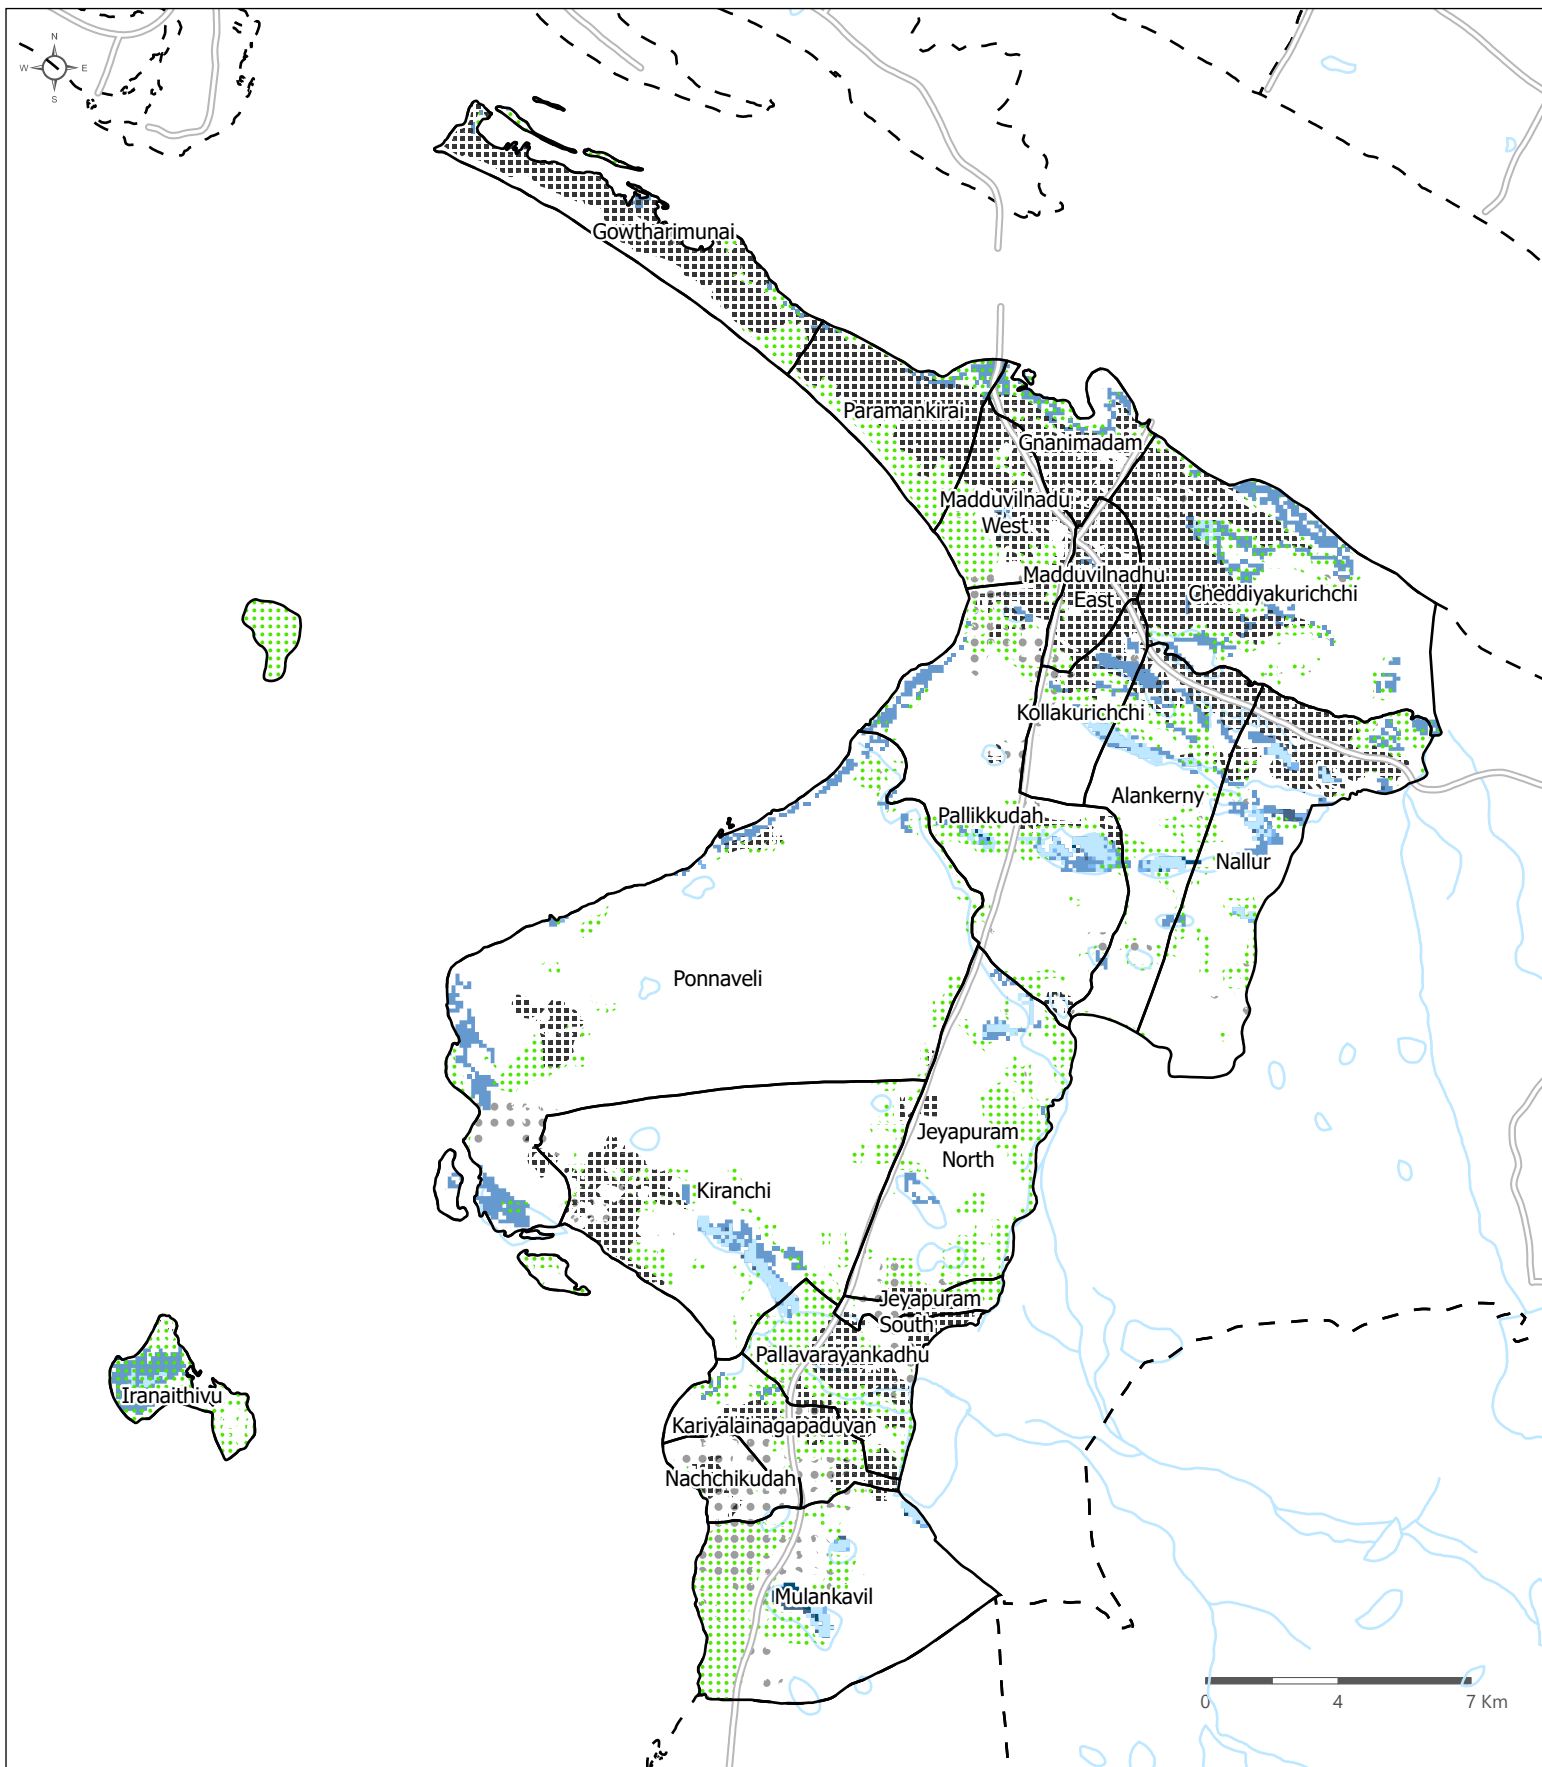 N
W E
S
Gowtharimunai
Paramankirai
Gnanimadam
Madduvilnadu
West
Madduvilnadhu
East
Cheddiyakurichchi
Kollakurichchi
Alankerny
Pallikkudah
Nallur
Ponnaveli
Jeyapuram
North
Kiranchi
Jeyapuram
South
Pallavarayankadhu
Iranaithivu
Kariyalainagapaduvan
Nachchikudah
Mulankavil
0 4 7 Km